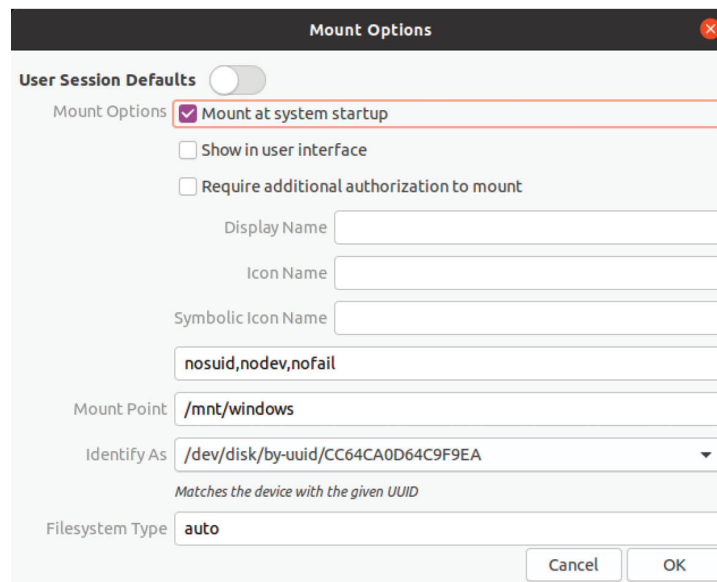 Mount Options
User Session Defaults
Mount Options Mount at system startup
Show in user interface
Require additional authorization to mount
Display Name
Icon Name
Symbolic Icon Name
nosuid,nodev,nofail
Mount Point /mnt/windows
Identify As /dev/disk/by-uuid/CC64CA0D64C9F9EA
Matches the device with the given UUID
Filesystem Type auto
Cancel OK